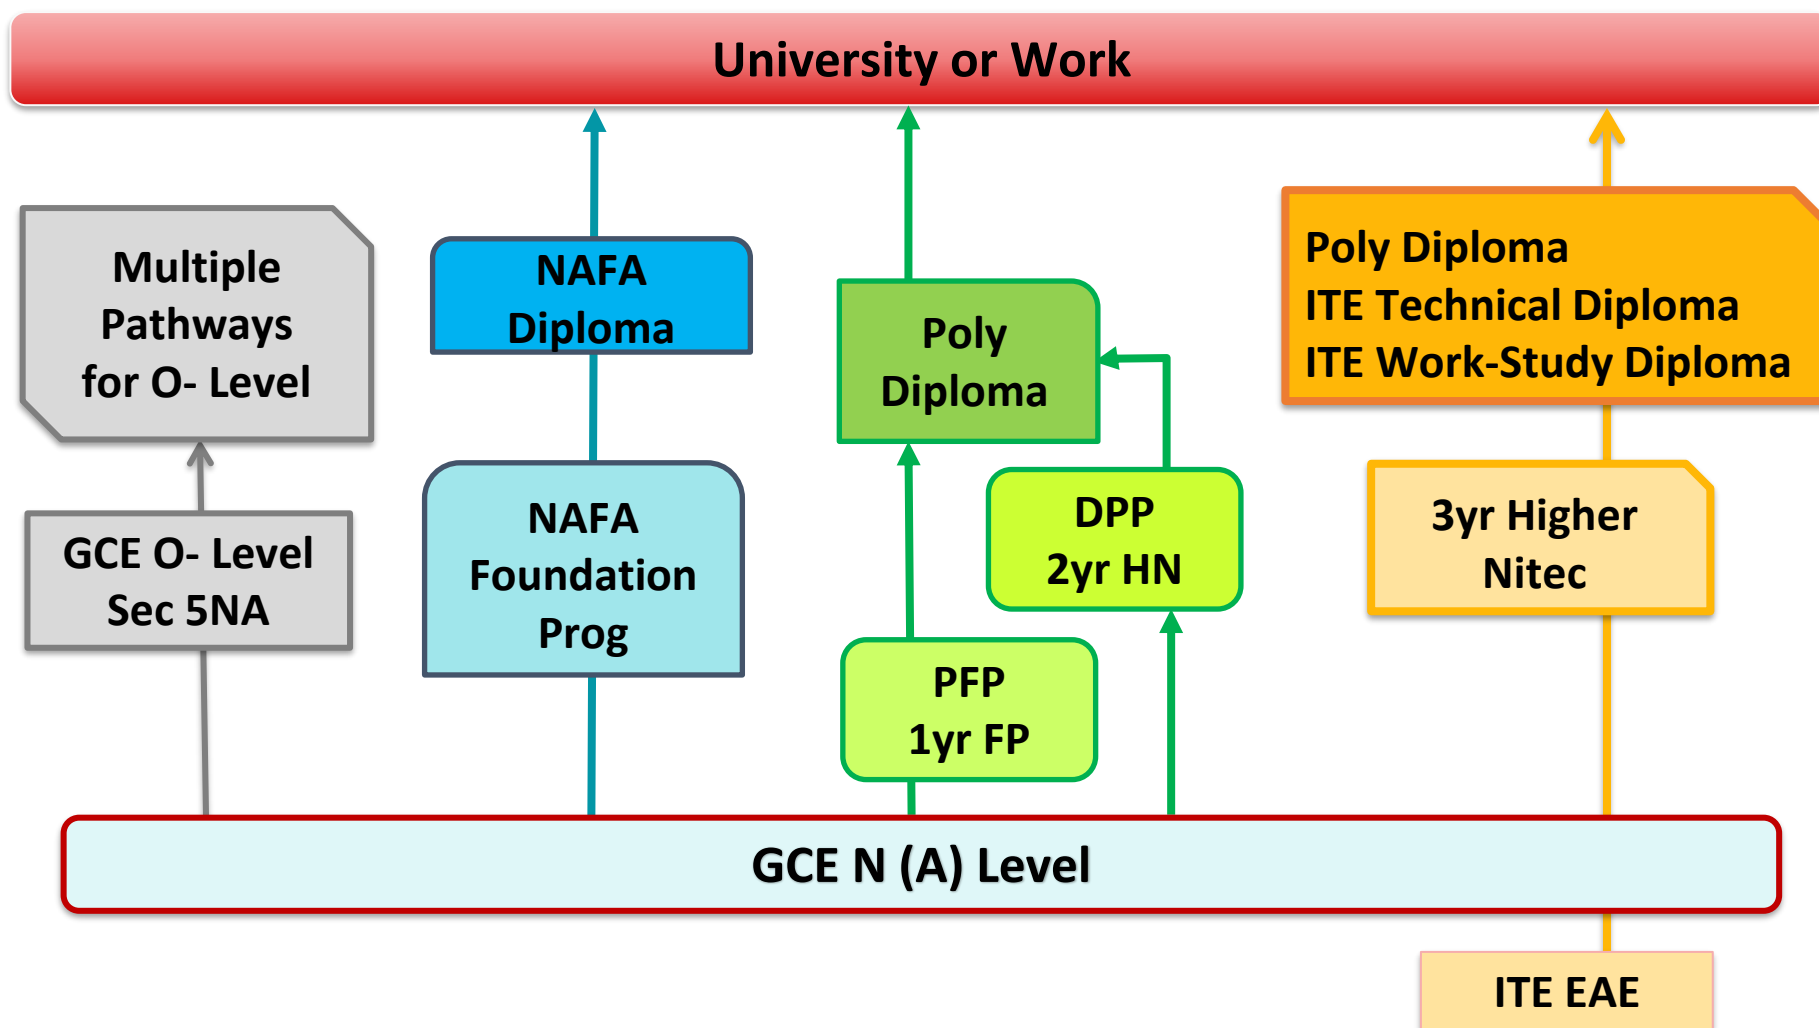 University or Work
Multiple
Pathways
for O- Level
GCE O- Level
Sec 5NA
NAFA
Diploma
NAFA
Foundation
Prog
Poly
Diploma
DPP
2yr HN
PFP
1yr FP
Poly Diploma
ITE Technical Diploma
ITE Work-Study Diploma
3yr Higher
Nitec
GCE N (A) Level
ITE EAE